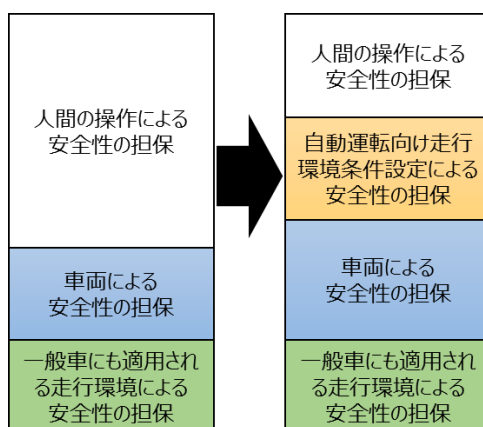 人間の操作による
安全性の担保
車両による
安全性の担保
一般車にも適用され
る走行環境による
安全性の担保
人間の操作による
安全性の担保
自動運転向け走行
環境条件設定による
安全性の担保
車両による
安全性の担保
一般車にも適用され
る走行環境による
安全性の担保